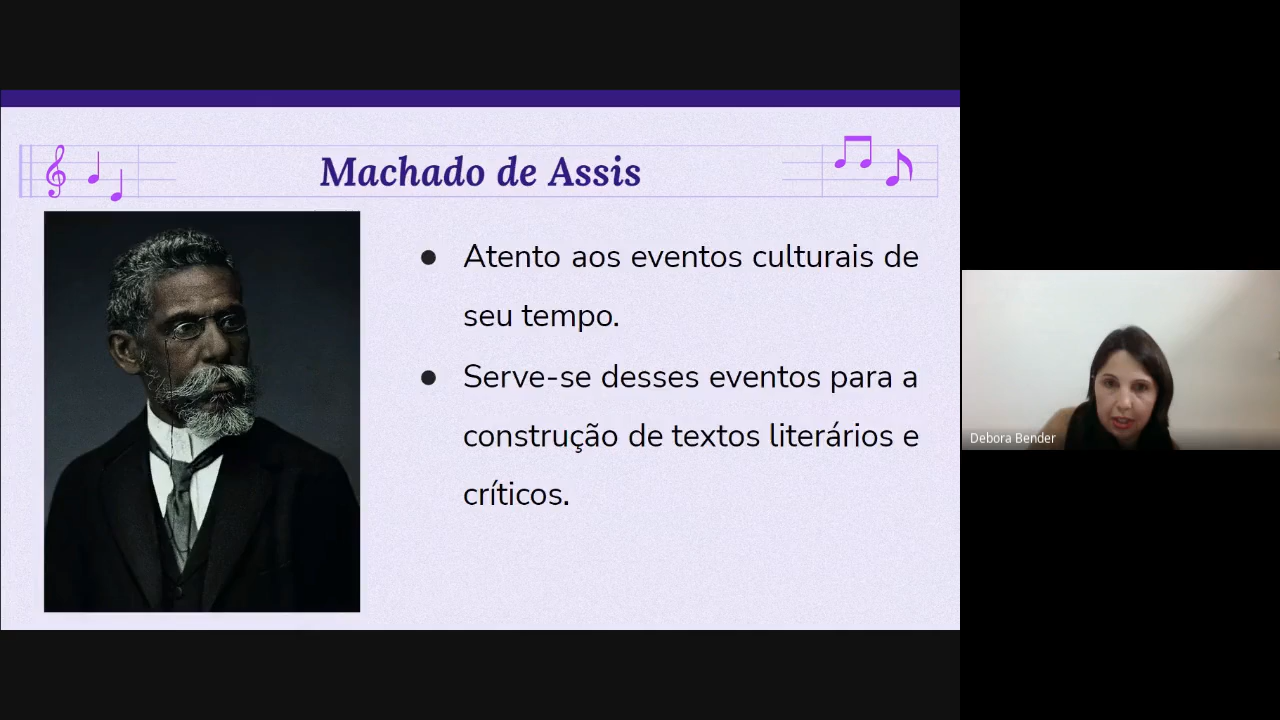 Machado de Assis
● Atento aos eventos culturais de
seu tempo.
● Serve-se desses eventos para a
construção de textos literários e
críticos.
Debora Bender